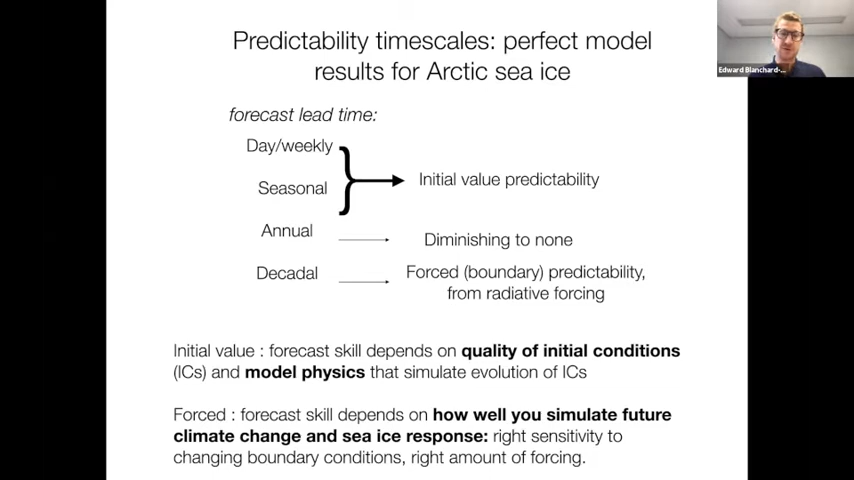 Predictability timescales: perfect model
results for Arctic sea ice
Edward Blanchard-...
forecast lead time:
Day/weekly
Seasonal
Initial value predictability
Annual
Diminishing to none
Decadal
Forced (boundary) predictability,
from radiative forcing
Initial value : forecast skill depends on quality of initial conditions
(ICs) and model physics that simulate evolution of ICs
Forced : forecast skill depends on how well you simulate future
climate change and sea ice response: right sensitivity to
changing boundary conditions, right amount of forcing.